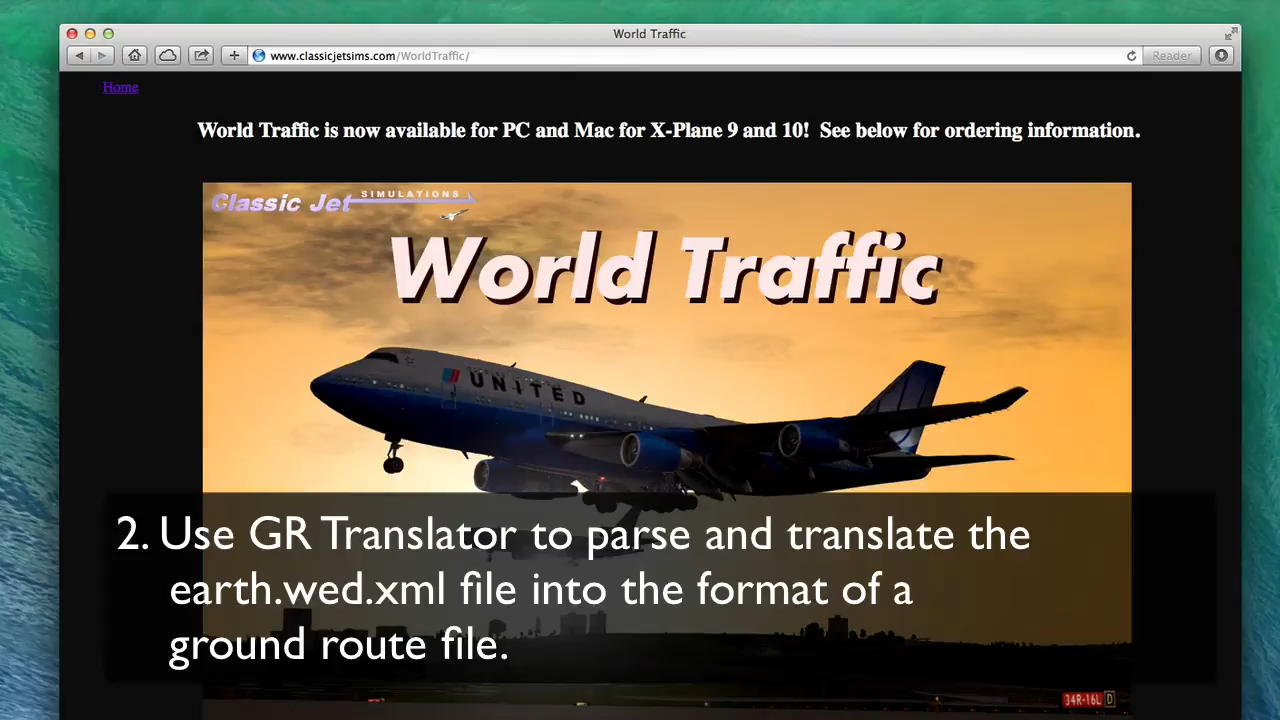 World Traffic
www.classicjetsims.com/WorldTraffic/
Reader
Home
World Traffic is now available for PC and Mac for X-Plane 9 and 10!  See below for ordering information.
Classic Jet SIMULATIONS
World Traffic
UNITED
2. Use GR Translator to parse and translate the
earth.wed.xml file into the format of a
ground route file.
34R-16L D